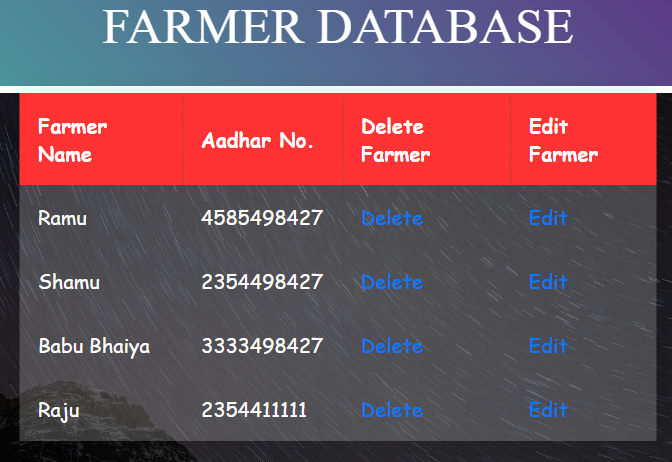 FARMER DATABASE
Farmer Name Aadhar No. Delete Farmer Edit Farmer
Ramu 4585498427 Delete Edit
Shamu 2354498427 Delete Edit
Babu Bhaiya 3333498427 Delete Edit
Raju 2354411111 Delete Edit